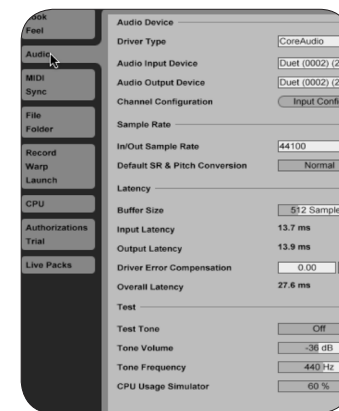 Look
Feel
Audio
MIDI
Sync
File
Folder
Record
Warp
Launch
CPU
Authorizations
Trial
Live Packs
Audio Device
Driver Type CoreAudio
Audio Input Device Duet (0002) (2
Audio Output Device Duet (0002) (2
Channel Configuration Input Confi
Sample Rate
In/Out Sample Rate 44100
Default SR & Pitch Conversion Normal
Latency
Buffer Size 512 Sample
Input Latency 13.7 ms
Output Latency 13.9 ms
Driver Error Compensation 0.00
Overall Latency 27.6 ms
Test
Test Tone Off
Tone Volume -36 dB
Tone Frequency 440 Hz
CPU Usage Simulator 60 %